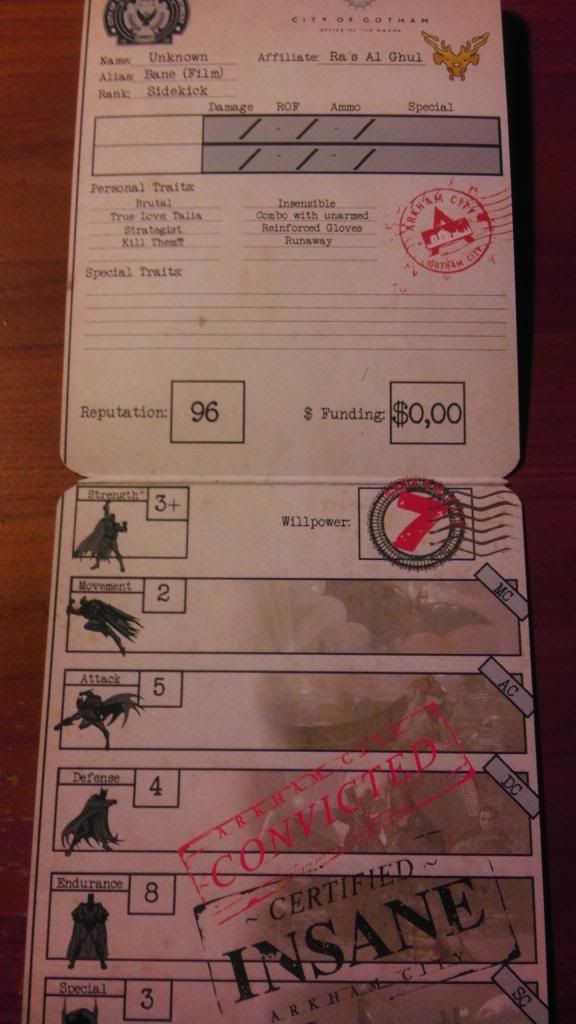 CITY OF GOTHAM
OFFICE OF THE MAYOR
Name: Unknown Affiliate: Ra's Al Ghul
Alias: Bane (Film)
Rank: Sidekick
Damage ROF Ammo Special
/ - / - /
/ - / - /
Personal Traits:
Brutal Insensible
True Love: Talia Combo with unarmed
Strategist Reinforced Gloves
Kill Them!!! Runaway
ARKHAM CITY
GOTHAM CITY
Special Traits:
Reputation: 96 $ Funding: $0,00
Strength 3+
Willpower: 7
Movement 2 MC
Attack 5 AC
Defense 4 DC
ARKHAM CITY
CONVICTED
Endurance 8
~ CERTIFIED ~
INSANE
ARKHAM CITY
Special 3 SC